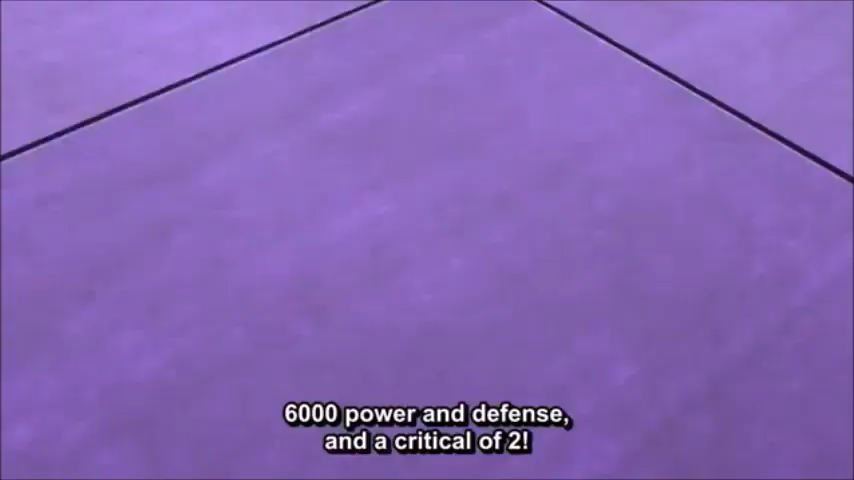 6000 power and defense,
and a critical of 2!